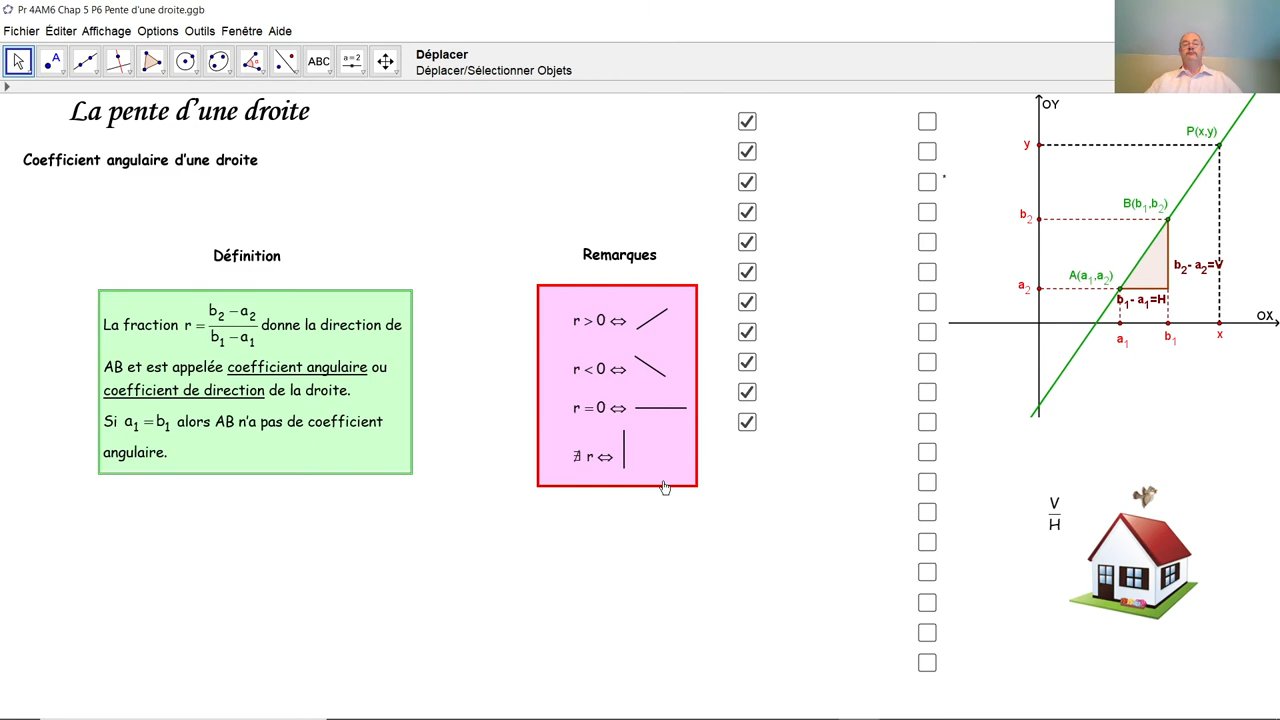 Pr 4AM6 Chap 5 P6 Pente d'une droite.ggb
Fichier Éditer Affichage Options Outils Fenêtre Aide
A
ABC
a=2
Déplacer
Déplacer/Sélectionner Objets
La pente d'une droite
Coefficient angulaire d'une droite
Définition
La fraction r = (b₂ − a₂)/(b₁ − a₁) donne la direction de
AB et est appelée coefficient angulaire ou
coefficient de direction de la droite.
Si a₁ = b₁ alors AB n'a pas de coefficient
angulaire.
Remarques
r > 0 ⇔
r < 0 ⇔
r = 0 ⇔
∄ r ⇔
*
OY
P(x,y)
y
B(b₁,b₂)
b₂
b₂- a₂=V
A(a₁,a₂)
a₂
b₁- a₁=H
OX
a₁
b₁
x
V
H